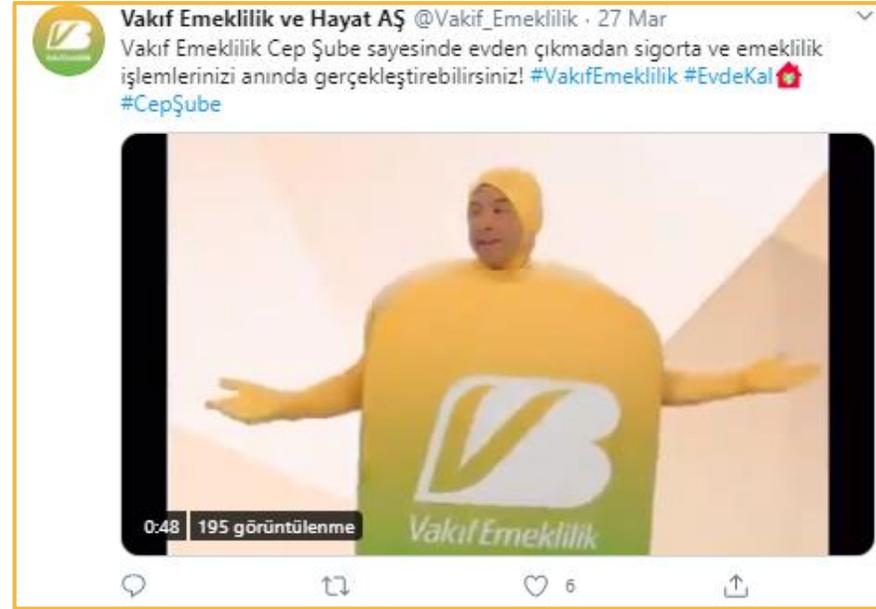 Vakıf Emeklilik ve Hayat AŞ @Vakif_Emeklilik · 27 Mar
Vakıf Emeklilik Cep Şube sayesinde evden çıkmadan sigorta ve emeklilik
işlemlerinizi anında gerçekleştirebilirsiniz! #VakıfEmeklilik #EvdeKal
#CepŞube
VB
Vakıf Emeklilik
0:48 195 görüntülenme
6